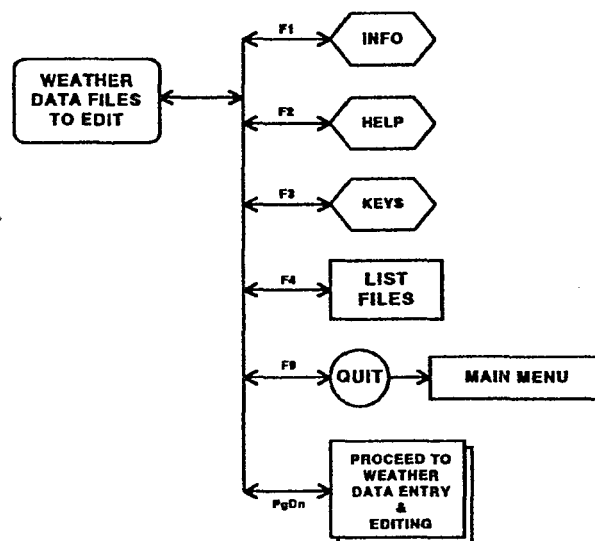 F1
INFO
WEATHER
DATA FILES
TO EDIT
F2
HELP
F3
KEYS
F4
LIST
FILES
F9
QUIT
MAIN MENU
PgDn
PROCEED TO
WEATHER
DATA ENTRY
&
EDITING